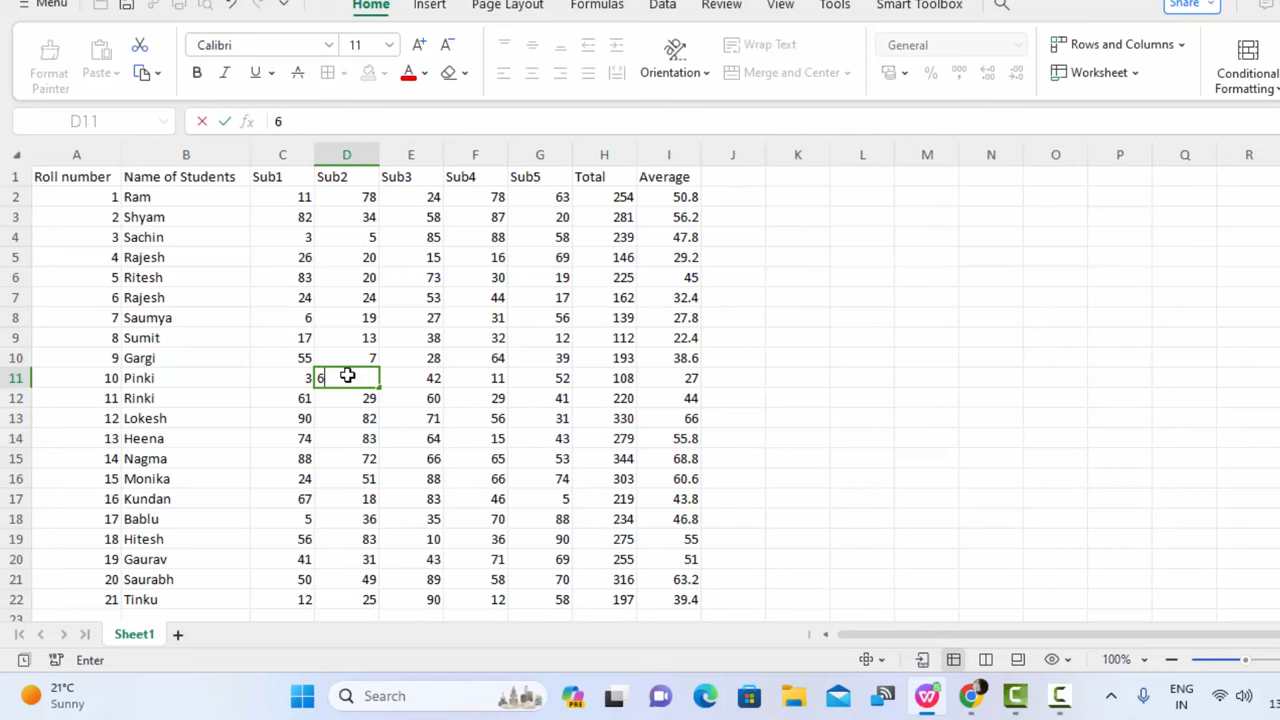 Menu Home Insert Page Layout Formulas Data Review View Tools Smart Toolbox Share
Calibri 11 Wrap Text General Rows and Columns
Format Painter Paste B I U A Orientation Merge and Center % Worksheet Conditional Formatting
D11 fx 6
A B C D E F G H I J K L M N O P Q R
1 Roll number Name of Students Sub1 Sub2 Sub3 Sub4 Sub5 Total Average
2 1 Ram 11 78 24 78 63 254 50.8
3 2 Shyam 82 34 58 87 20 281 56.2
4 3 Sachin 3 5 85 88 58 239 47.8
5 4 Rajesh 26 20 15 16 69 146 29.2
6 5 Ritesh 83 20 73 30 19 225 45
7 6 Rajesh 24 24 53 44 17 162 32.4
8 7 Saumya 6 19 27 31 56 139 27.8
9 8 Sumit 17 13 38 32 12 112 22.4
10 9 Gargi 55 7 28 64 39 193 38.6
11 10 Pinki 3 6 42 11 52 108 27
12 11 Rinki 61 29 60 29 41 220 44
13 12 Lokesh 90 82 71 56 31 330 66
14 13 Heena 74 83 64 15 43 279 55.8
15 14 Nagma 88 72 66 65 53 344 68.8
16 15 Monika 24 51 88 66 74 303 60.6
17 16 Kundan 67 18 83 46 5 219 43.8
18 17 Bablu 5 36 35 70 88 234 46.8
19 18 Hitesh 56 83 10 36 90 275 55
20 19 Gaurav 41 31 43 71 69 255 51
21 20 Saurabh 50 49 89 58 70 316 63.2
22 21 Tinku 12 25 90 12 58 197 39.4
23
Sheet1 +
Enter 100%
21°C
Sunny
Search
PRE
ENG
IN